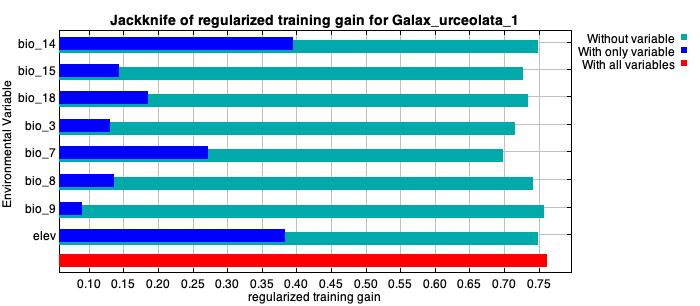 Jackknife of regularized training gain for Galax_urceolata_1
Without variable
With only variable
With all variables
Environmental Variable
bio_14
bio_15
bio_18
bio_3
bio_7
bio_8
bio_9
elev
0.10 0.15 0.20 0.25 0.30 0.35 0.40 0.45 0.50 0.55 0.60 0.65 0.70 0.75
regularized training gain